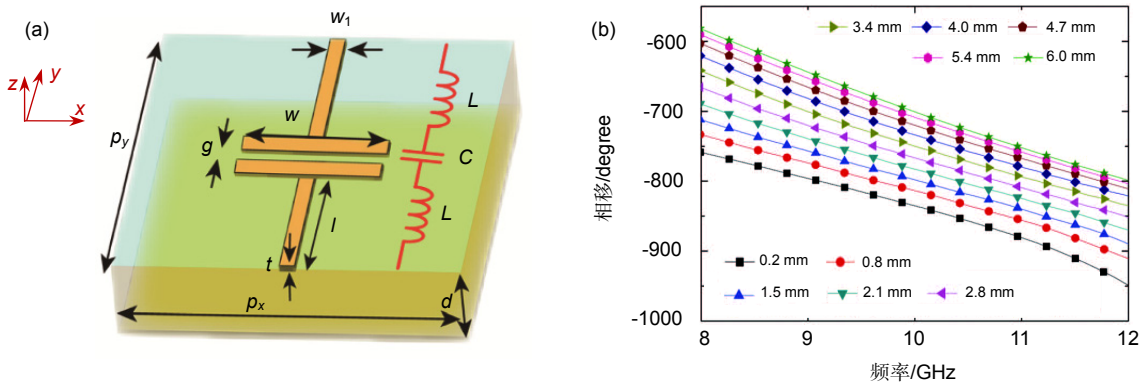 (a)
w1
z
y
x
py
w
g
L
C
L
l
t
px
d
(b)
3.4 mm 4.0 mm 4.7 mm
5.4 mm 6.0 mm
0.2 mm 0.8 mm
1.5 mm 2.1 mm 2.8 mm
相移/degree
-600
-700
-800
-900
-1000
8 9 10 11 12
频率/GHz